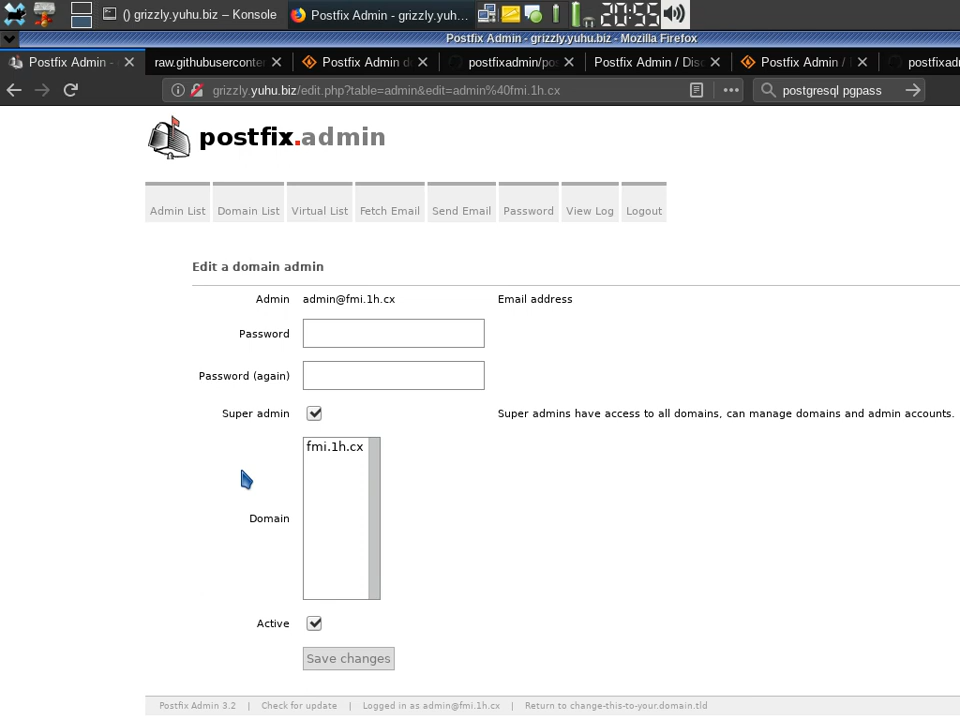 () grizzly.yuhu.biz – Konsole
Postfix Admin - grizzly.yuh...
20:55
Postfix Admin - grizzly.yuhu.biz - Mozilla Firefox
Postfix Admin -
raw.githubuserconter
Postfix Admin d
postfixadmin/po
Postfix Admin / Disc
Postfix Admin /
postfixad
grizzly.yuhu.biz/edit.php?table=admin&edit=admin%40fmi.1h.cx
postgresql pgpass
postfix.admin
Admin List
Domain List
Virtual List
Fetch Email
Send Email
Password
View Log
Logout
Edit a domain admin
Admin admin@fmi.1h.cx Email address
Password
Password (again)
Super admin Super admins have access to all domains, can manage domains and admin accounts.
fmi.1h.cx
Domain
Active
Save changes
Postfix Admin 3.2 | Check for update | Logged in as admin@fmi.1h.cx | Return to change-this-to-your.domain.tld